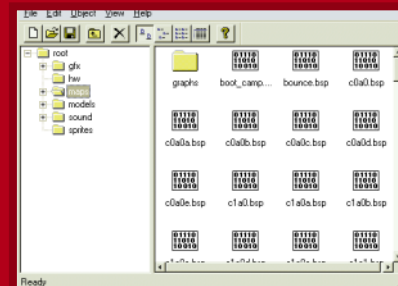 File Edit Object View Help
root
gfx
hw
maps
models
sound
sprites
graphs boot_camp.... bounce.bsp c0a0.bsp
c0a0a.bsp c0a0b.bsp c0a0c.bsp c0a0d.bsp
c0a0e.bsp c1a0.bsp c1a0a.bsp c1a0b.bsp
Ready